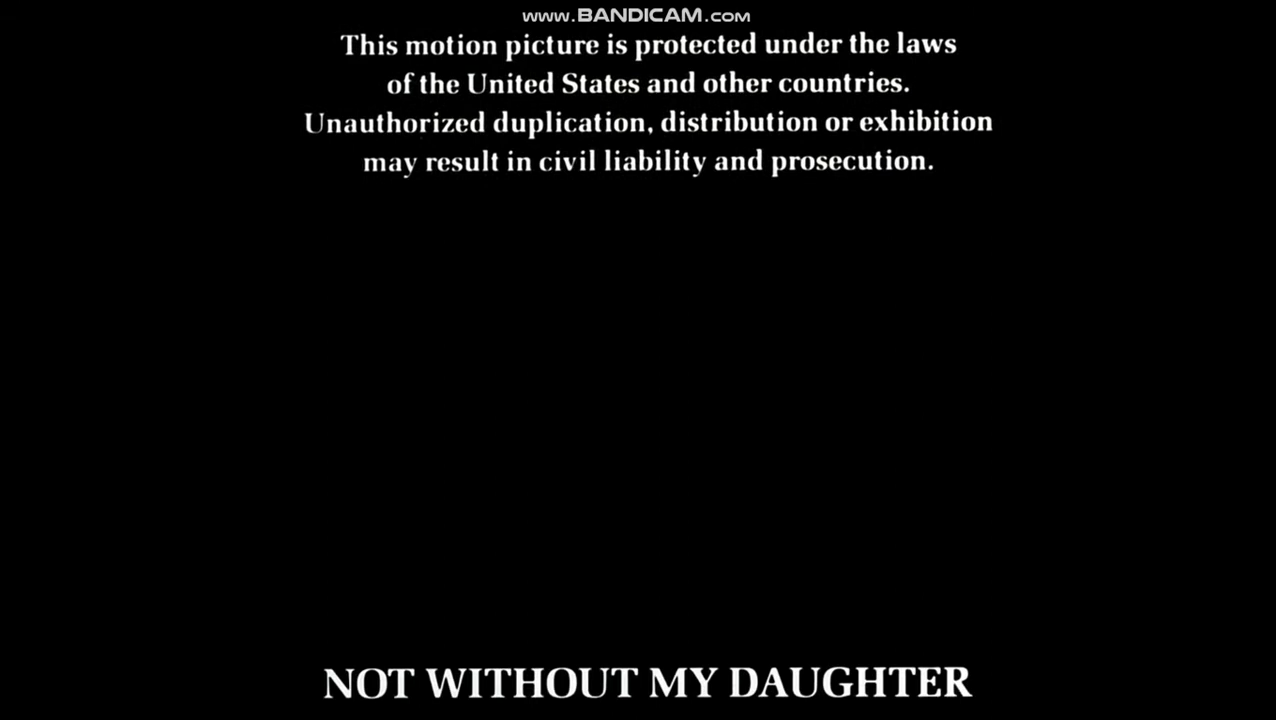 www.BANDICAM.com
This motion picture is protected under the laws
of the United States and other countries.
Unauthorized duplication, distribution or exhibition
may result in civil liability and prosecution.
NOT WITHOUT MY DAUGHTER